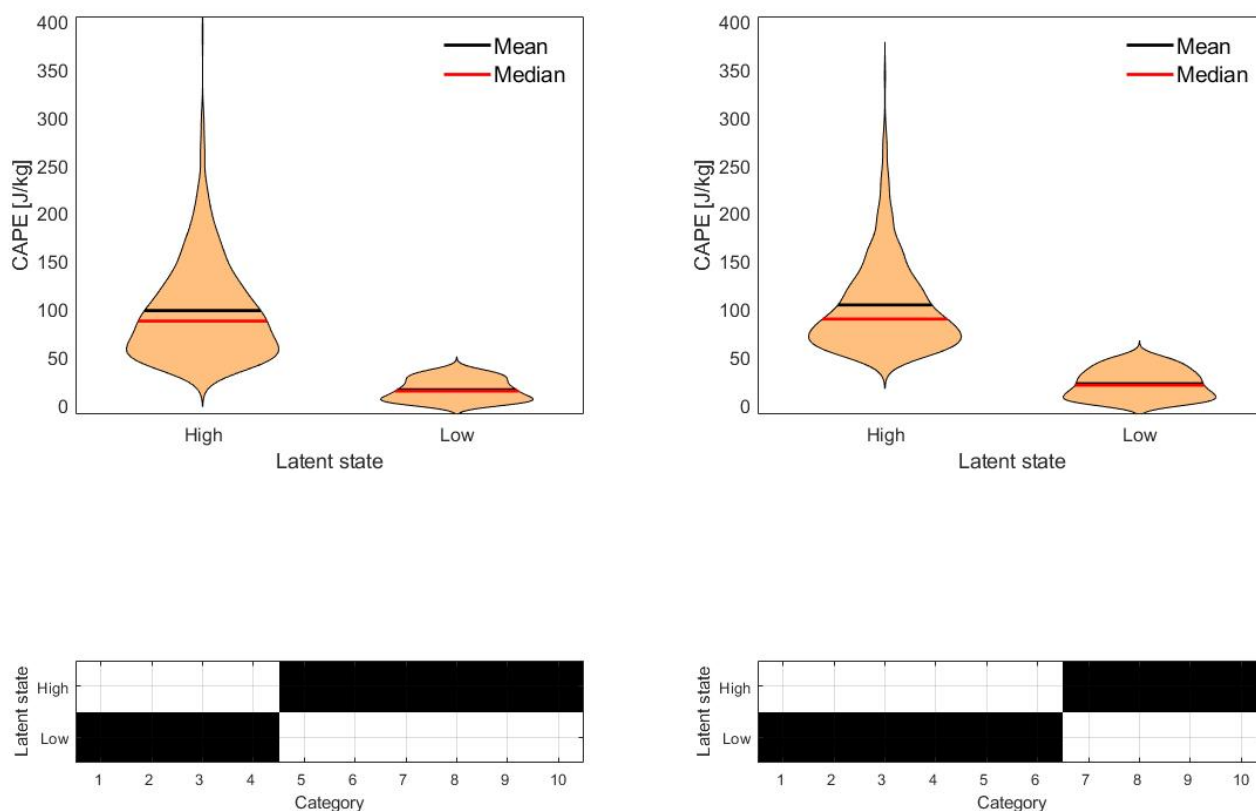 400
350
300
250
200
150
100
50
0
CAPE [J/kg]
Mean
Median
High
Low
Latent state
400
350
300
250
200
150
100
50
0
CAPE [J/kg]
Mean
Median
High
Low
Latent state
Latent state
High
Low
1 2 3 4 5 6 7 8 9 10
Category
Latent state
High
Low
1 2 3 4 5 6 7 8 9 10
Category